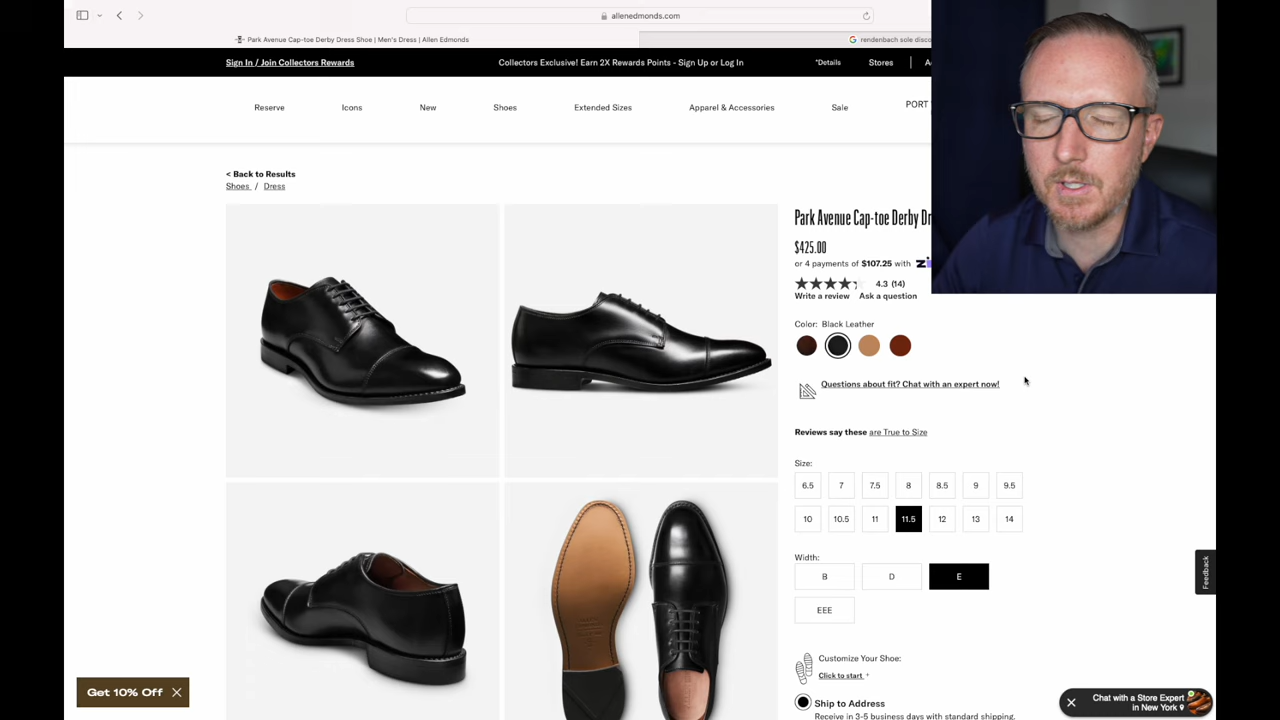 allenedmonds.com
Park Avenue Cap-toe Derby Dress Shoe | Men's Dress | Allen Edmonds
rendenbach sole disco
Sign In / Join Collectors Rewards
Collectors Exclusive! Earn 2X Rewards Points - Sign Up or Log In
*Details
Stores
Reserve
Icons
New
Shoes
Extended Sizes
Apparel & Accessories
Sale
PORT
< Back to Results
Shoes / Dress
Park Avenue Cap-toe Derby Dr
$425.00
or 4 payments of $107.25 with
4.3 (14)
Write a review Ask a question
Color: Black Leather
Questions about fit? Chat with an expert now!
Reviews say these are True to Size
Size:
6.5 7 7.5 8 8.5 9 9.5
10 10.5 11 11.5 12 13 14
Width:
B D E
EEE
Customize Your Shoe:
Click to start +
Ship to Address
Receive in 3-5 business days with standard shipping.
Get 10% Off
Feedback
Chat with a Store Expert
in New York